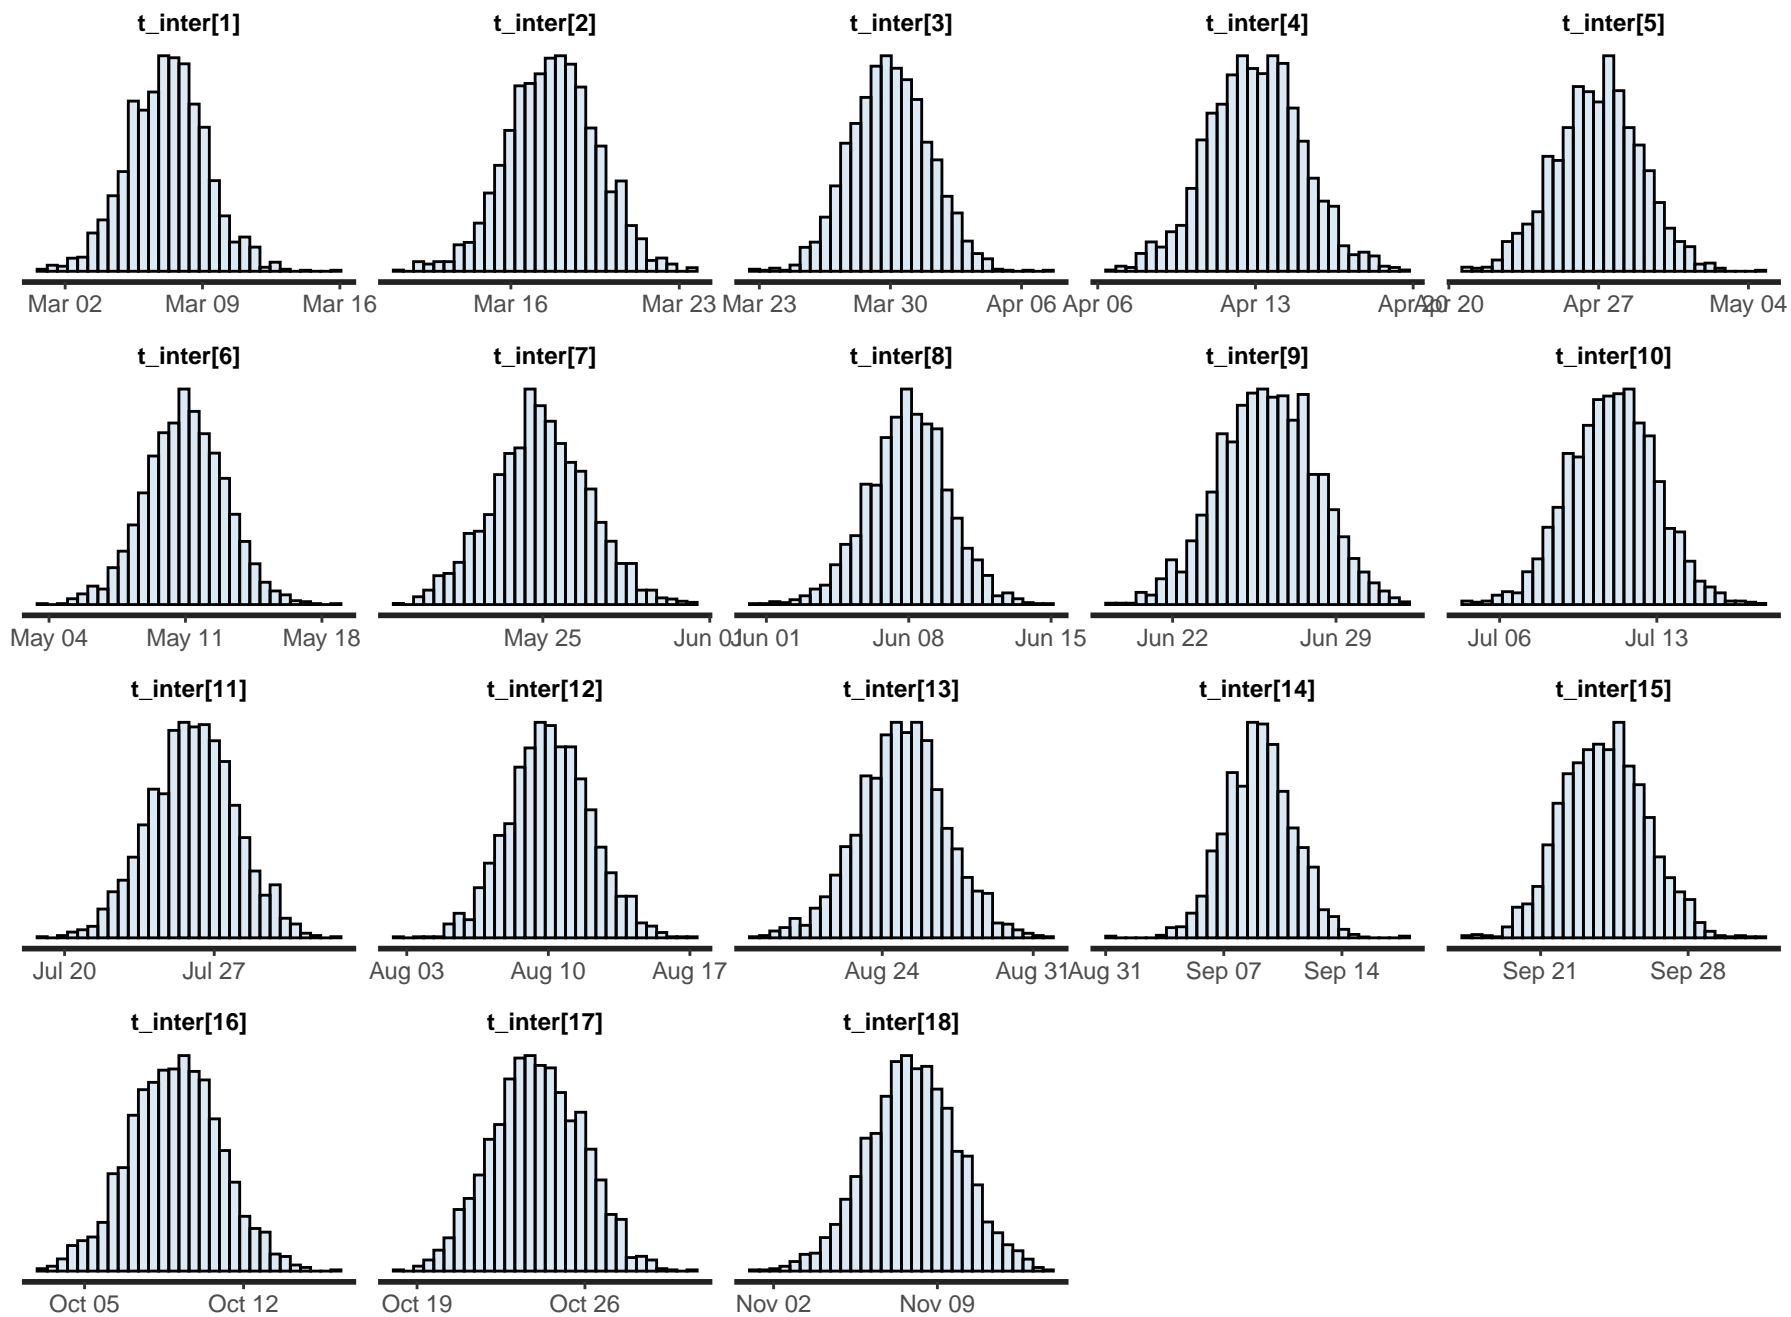 t_inter[1] t_inter[2] t_inter[3] t_inter[4] t_inter[5]
Mar 02 Mar 09 Mar 16 Mar 16 Mar 23 Mar 23 Mar 30 Apr 06 Apr 06 Apr 13 Apr 20 Apr 20 Apr 27 May 04
t_inter[6] t_inter[7] t_inter[8] t_inter[9] t_inter[10]
May 04 May 11 May 18 May 25 Jun 01 Jun 01 Jun 08 Jun 15 Jun 22 Jun 29 Jul 06 Jul 13
t_inter[11] t_inter[12] t_inter[13] t_inter[14] t_inter[15]
Jul 20 Jul 27 Aug 03 Aug 10 Aug 17 Aug 24 Aug 31 Aug 31 Sep 07 Sep 14 Sep 21 Sep 28
t_inter[16] t_inter[17] t_inter[18]
Oct 05 Oct 12 Oct 19 Oct 26 Nov 02 Nov 09